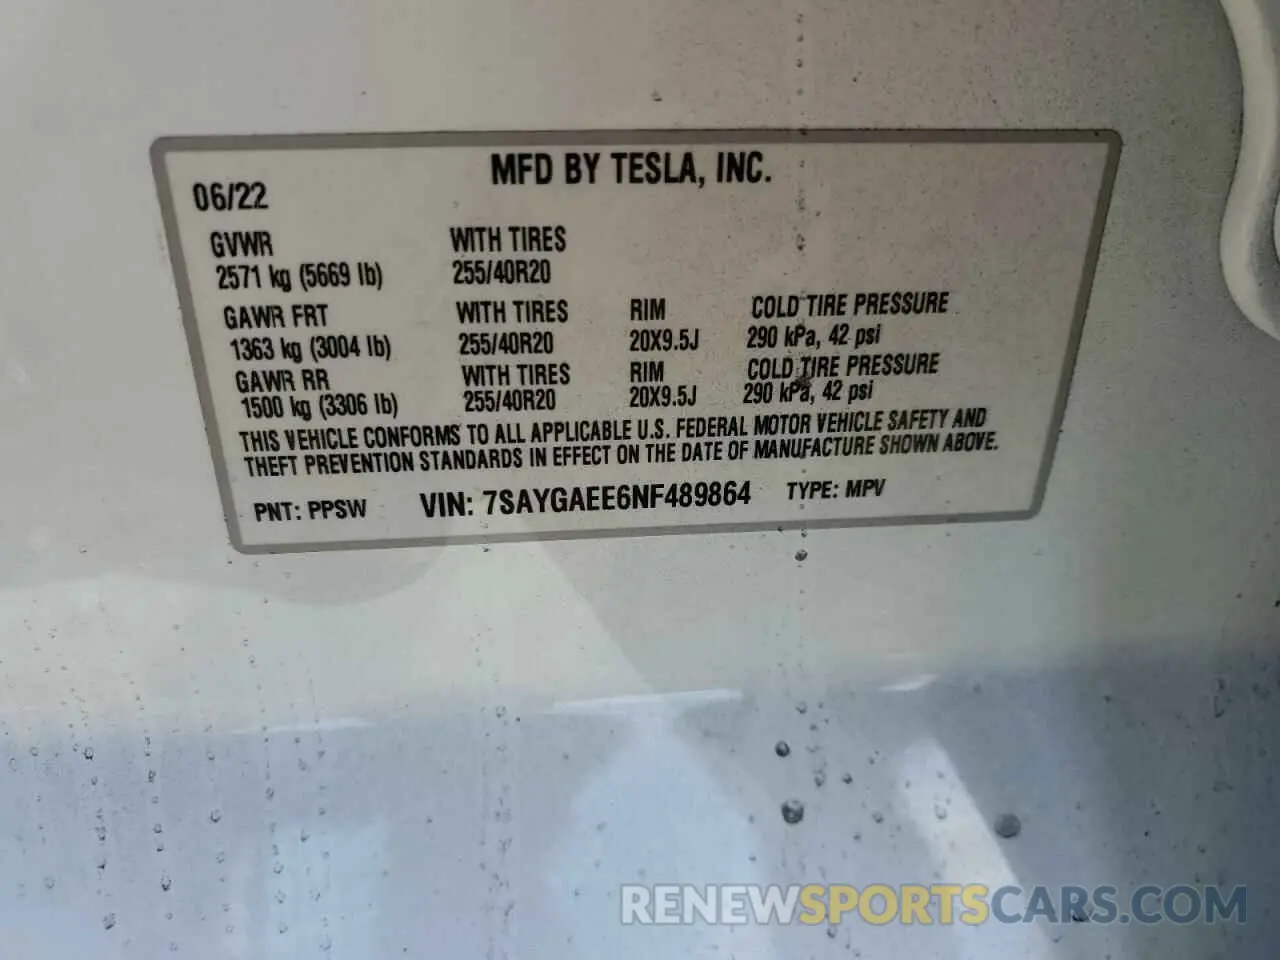 MFD BY TESLA, INC.
06/22
GVWR WITH TIRES
2571 kg (5669 lb) 255/40R20
GAWR FRT WITH TIRES RIM COLD TIRE PRESSURE
1363 kg (3004 lb) 255/40R20 20X9.5J 290 kPa, 42 psi
GAWR RR WITH TIRES RIM COLD TIRE PRESSURE
1500 kg (3306 lb) 255/40R20 20X9.5J 290 kPa, 42 psi
THIS VEHICLE CONFORMS TO ALL APPLICABLE U.S. FEDERAL MOTOR VEHICLE SAFETY AND
THEFT PREVENTION STANDARDS IN EFFECT ON THE DATE OF MANUFACTURE SHOWN ABOVE.
PNT: PPSW VIN: 7SAYGAEE6NF489864 TYPE: MPV
RENEWSPORTSCARS.COM